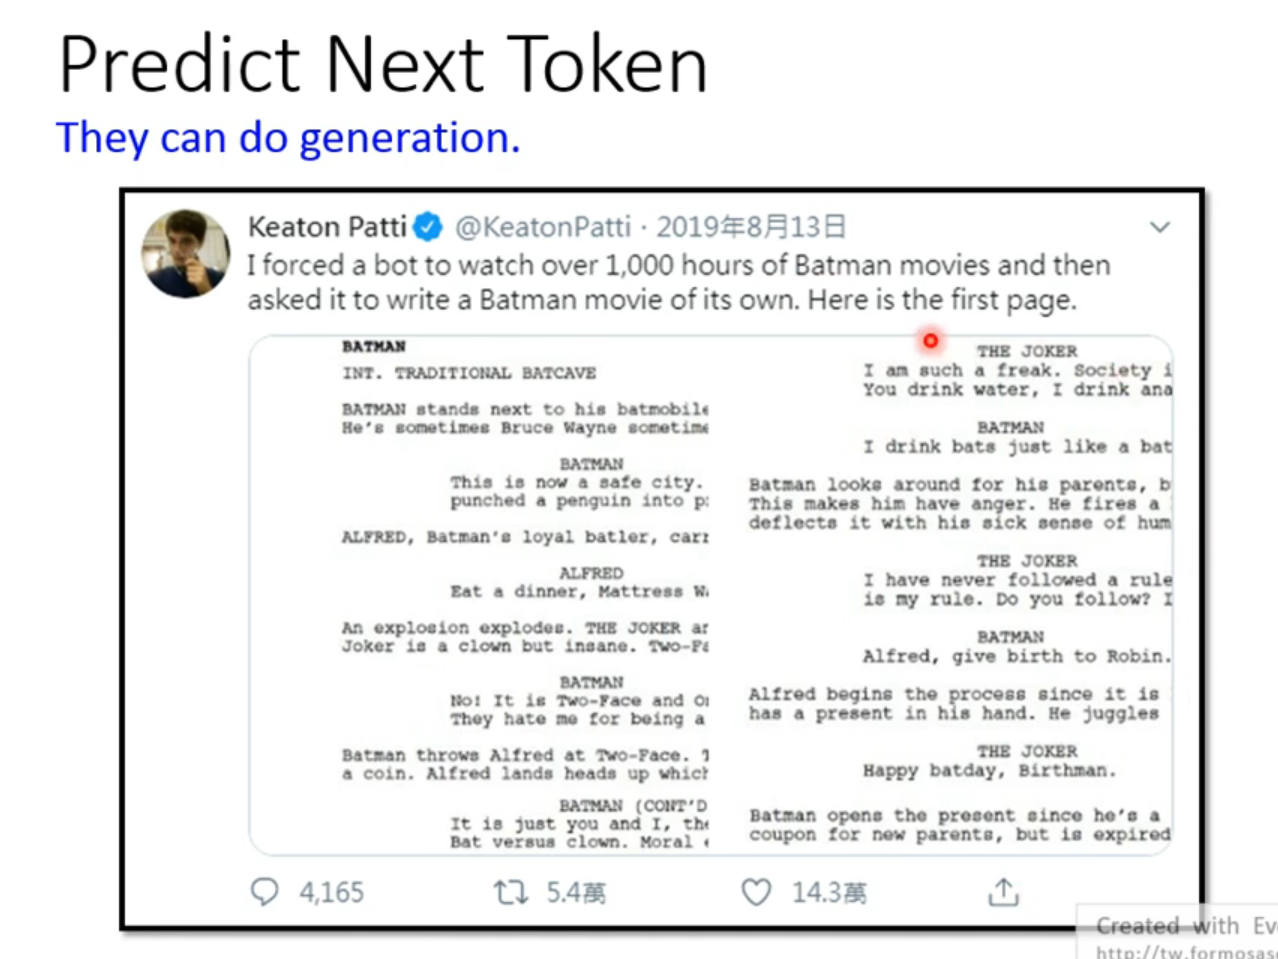 Predict Next Token
They can do generation.
Keaton Patti @KeatonPatti · 2019年8月13日
I forced a bot to watch over 1,000 hours of Batman movies and then
asked it to write a Batman movie of its own. Here is the first page.
BATMAN
INT. TRADITIONAL BATCAVE
BATMAN stands next to his batmobile
He's sometimes Bruce Wayne sometime
BATMAN
This is now a safe city.
punched a penguin into
ALFRED, Batman's loyal batler, carr
ALFRED
Eat a dinner, Mattress
An explosion explodes. THE JOKER
Joker is a clown but insane. Two-Fa
BATMAN
No! It is Two-Face and
They hate me for being a
Batman throws Alfred at Two-Face.
a coin. Alfred lands heads up which
BATMAN (CONT'D
It is just you and I, the
Bat versus clown. Moral
THE JOKER
I am such a freak. Society i
You drink water, I drink ana
BATMAN
I drink bats just like a bat
Batman looks around for his parents, b
This makes him have anger. He fires a
deflects it with his sick sense of hum
THE JOKER
I have never followed a rule
is my rule. Do you follow? I
BATMAN
Alfred, give birth to Robin.
Alfred begins the process since it is
has a present in his hand. He juggles
THE JOKER
Happy batday, Birthman.
Batman opens the present since he's a
coupon for new parents, but is expired
4,165 5.4萬 14.3萬
Created with Ev
http://tw.formosas